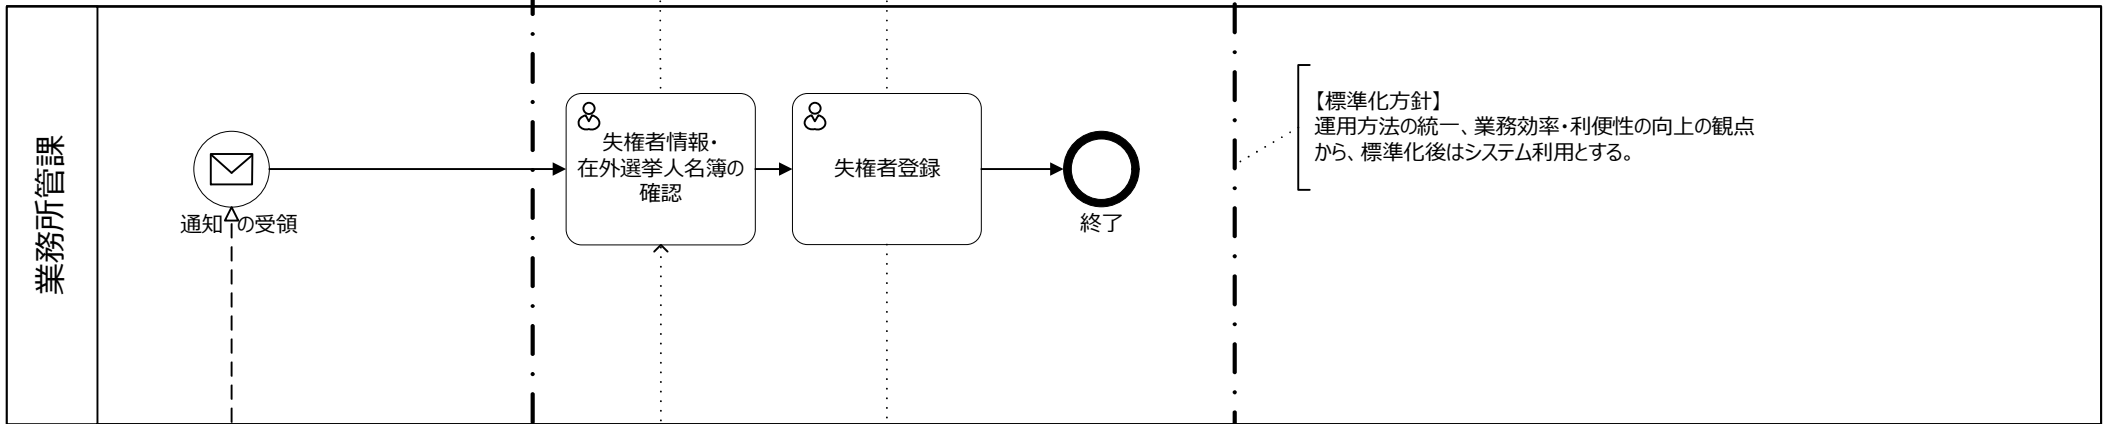 業務所管課
通知の受領
失権者情報・
在外選挙人名簿の
確認
失権者登録
終了
【標準化方針】
運用方法の統一、業務効率・利便性の向上の観点
から、標準化後はシステム利用とする。